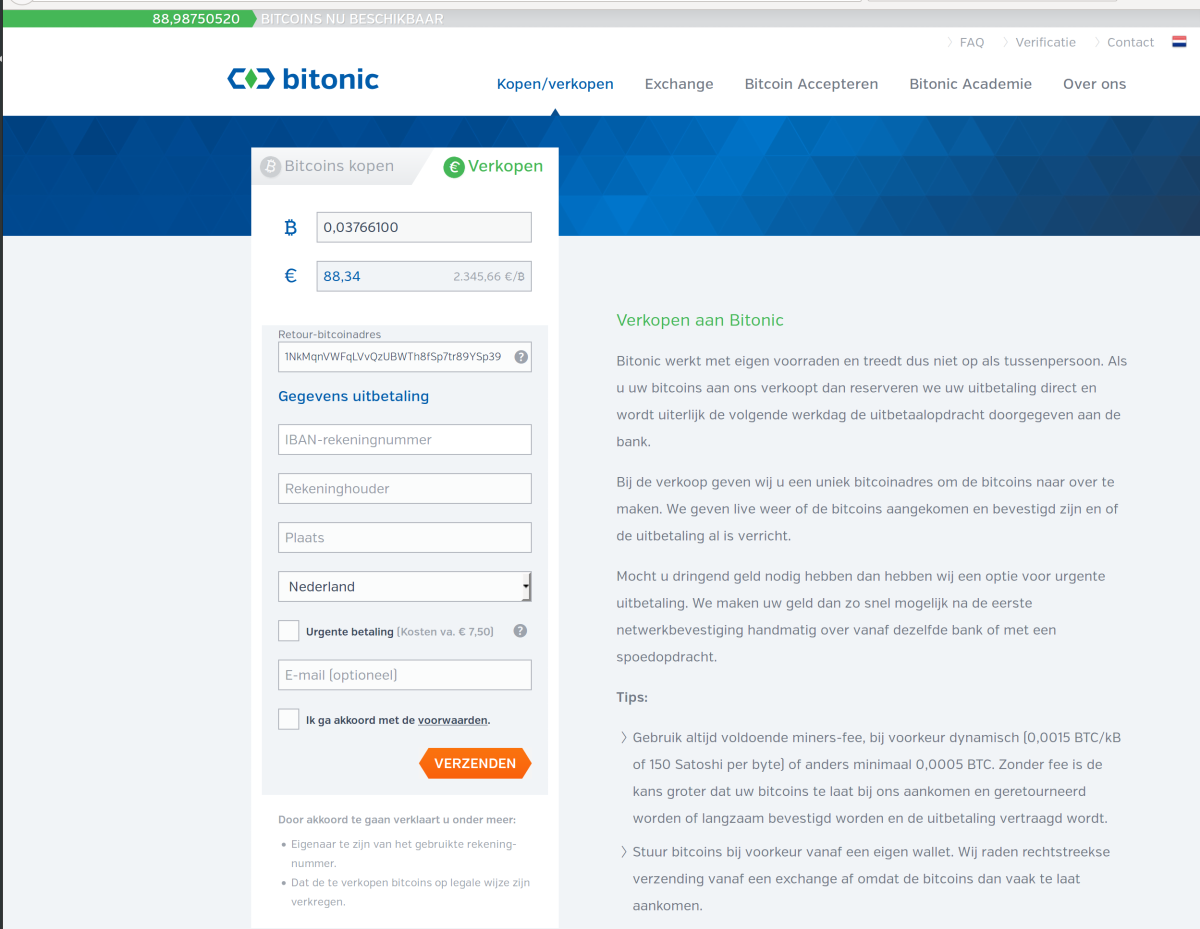 88,98750520 BITCOINS NU BESCHIKBAAR
FAQ Verificatie Contact
bitonic
Kopen/verkopen Exchange Bitcoin Accepteren Bitonic Academie Over ons
Bitcoins kopen € Verkopen
0,03766100
€ 88,34 2.345,66 €/B
Retour-bitcoinadres
1NkMqnVWFqLVvQzUBWTh8fSp7tr89YSp39 ?
Gegevens uitbetaling
IBAN-rekeningnummer
Rekeninghouder
Plaats
Nederland
Urgente betaling (Kosten va. € 7,50) ?
E-mail (optioneel)
Ik ga akkoord met de voorwaarden.
VERZENDEN
Door akkoord te gaan verklaart u onder meer:
• Eigenaar te zijn van het gebruikte rekening-
nummer.
• Dat de te verkopen bitcoins op legale wijze zijn
verkregen.
Verkopen aan Bitonic
Bitonic werkt met eigen voorraden en treedt dus niet op als tussenpersoon. Als
u uw bitcoins aan ons verkoopt dan reserveren we uw uitbetaling direct en
wordt uiterlijk de volgende werkdag de uitbetaalopdracht doorgegeven aan de
bank.
Bij de verkoop geven wij u een uniek bitcoinadres om de bitcoins naar over te
maken. We geven live weer of de bitcoins aangekomen en bevestigd zijn en of
de uitbetaling al is verricht.
Mocht u dringend geld nodig hebben dan hebben wij een optie voor urgente
uitbetaling. We maken uw geld dan zo snel mogelijk na de eerste
netwerkbevestiging handmatig over vanaf dezelfde bank of met een
spoedopdracht.
Tips:
Gebruik altijd voldoende miners-fee, bij voorkeur dynamisch (0,0015 BTC/kB
of 150 Satoshi per byte) of anders minimaal 0,0005 BTC. Zonder fee is de
kans groter dat uw bitcoins te laat bij ons aankomen en geretourneerd
worden of langzaam bevestigd worden en de uitbetaling vertraagd wordt.
Stuur bitcoins bij voorkeur vanaf een eigen wallet. Wij raden rechtstreekse
verzending vanaf een exchange af omdat de bitcoins dan vaak te laat
aankomen.